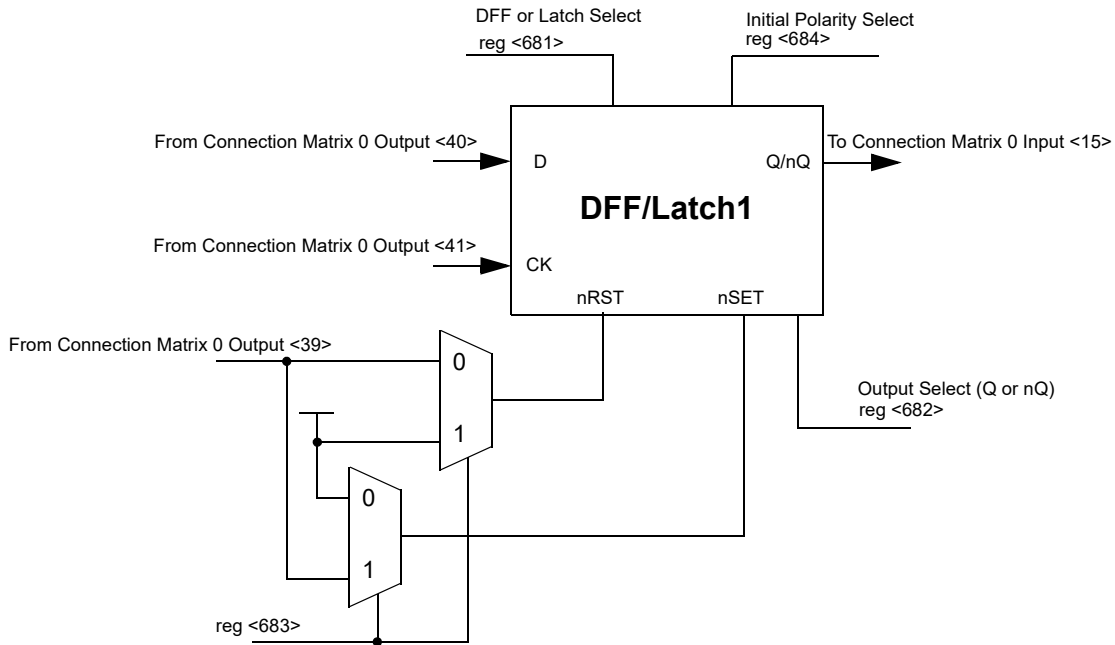 DFF or Latch Select
reg <681>
Initial Polarity Select
reg <684>
From Connection Matrix 0 Output <40>
D
Q/nQ
To Connection Matrix 0 Input <15>
DFF/Latch1
From Connection Matrix 0 Output <41>
CK
nRST
nSET
From Connection Matrix 0 Output <39>
0
1
Output Select (Q or nQ)
reg <682>
0
1
reg <683>